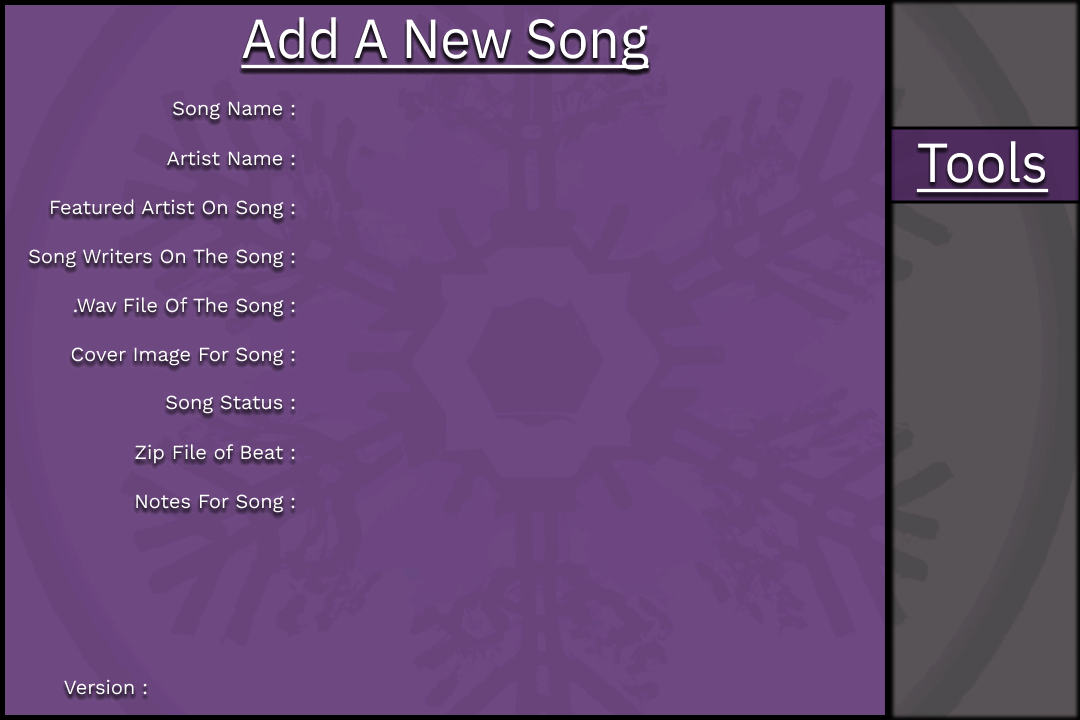 Add A New Song
Song Name :
Artist Name :
Featured Artist On Song :
Song Writers On The Song :
.Wav File Of The Song :
Cover Image For Song :
Song Status :
Zip File of Beat :
Notes For Song :
Version :
Tools